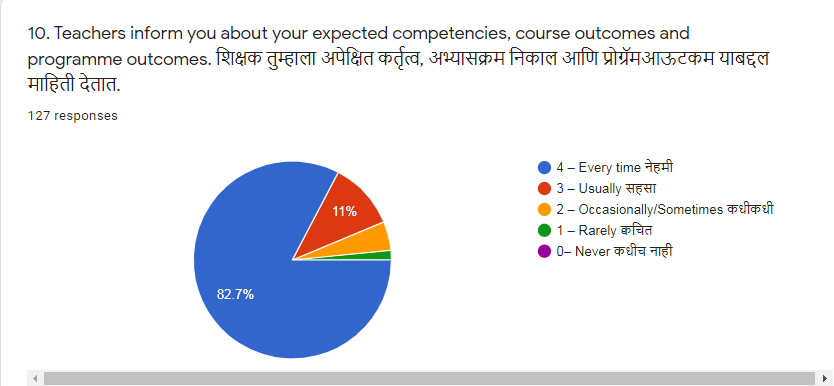 10. Teachers inform you about your expected competencies, course outcomes and
programme outcomes. शिक्षक तुम्हाला अपेक्षित कर्तृत्व, अभ्यासक्रम निकाल आणि प्रोग्रॅमआऊटकम याबद्दल
माहिती देतात.
127 responses
4 – Every time नेहमी
3 – Usually सहसा
2 – Occasionally/Sometimes कधीकधी
1 – Rarely क्वचित
0– Never कधीच नाही
11%
82.7%